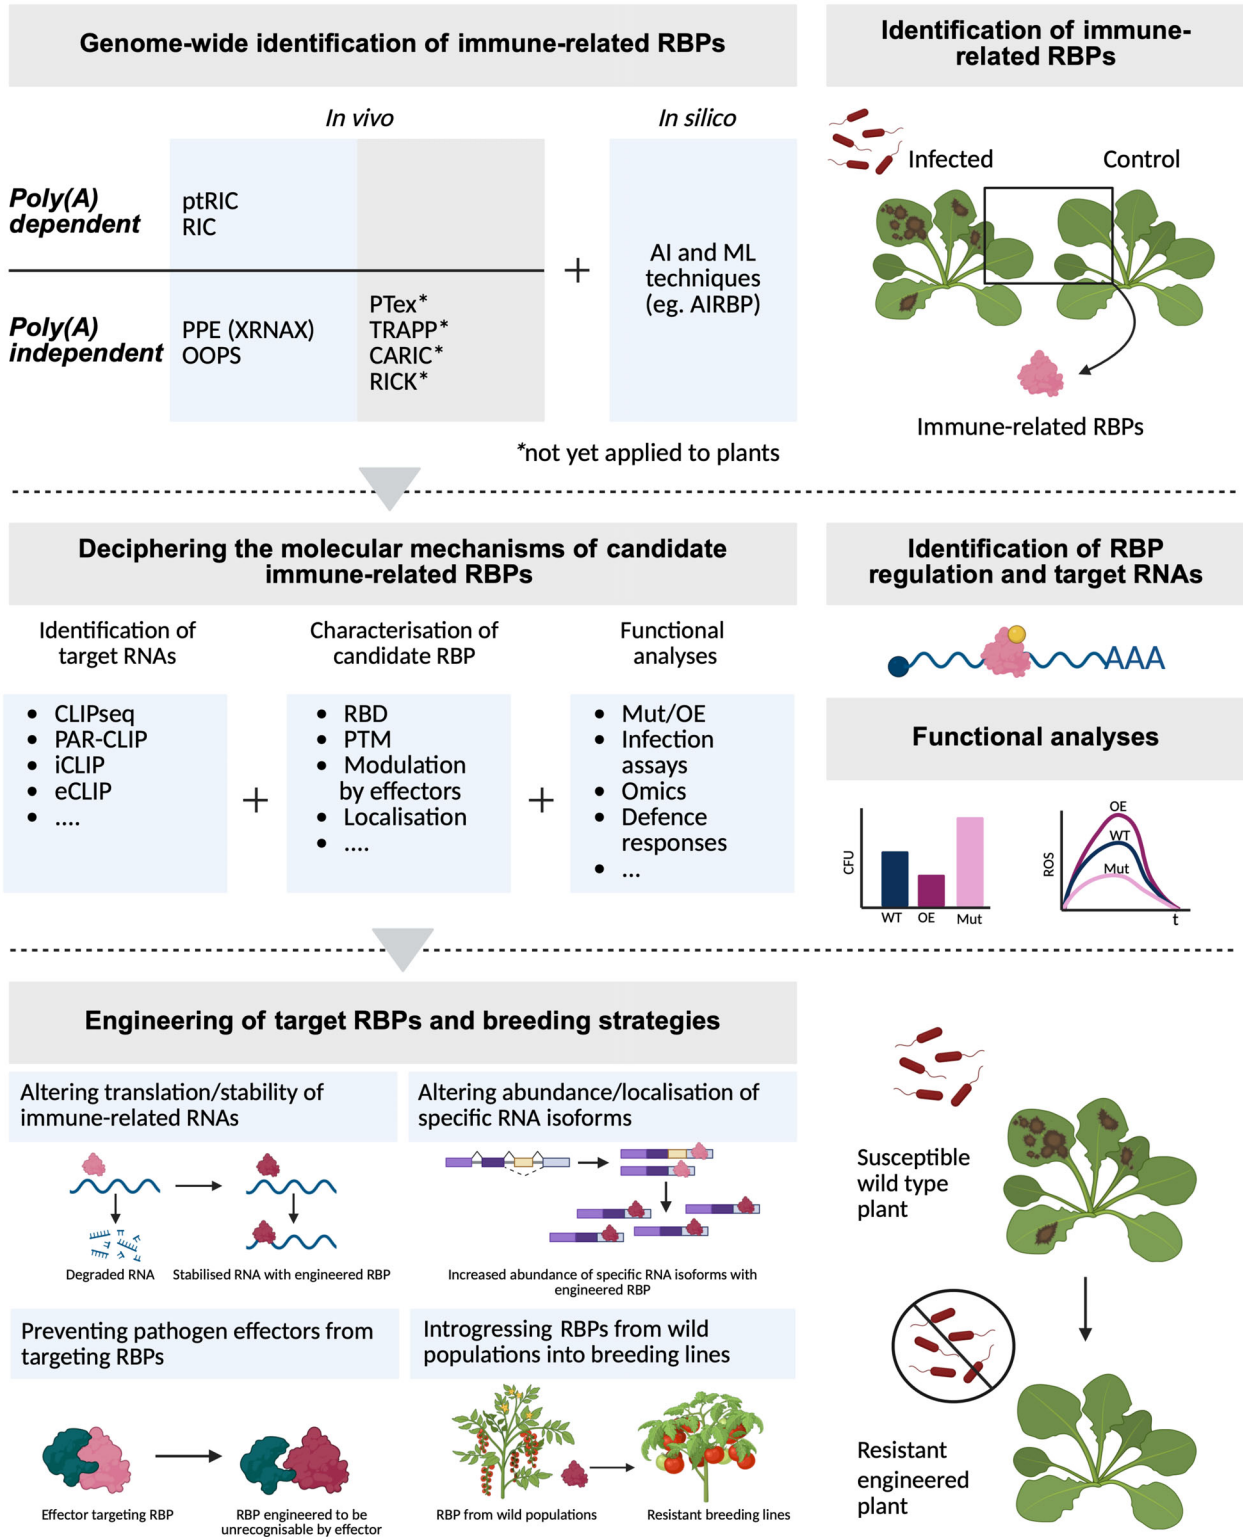 Genome-wide identification of immune-related RBPs
Identification of immune-
related RBPs
In vivo
In silico
Poly(A)
dependent
ptRIC
RIC
Poly(A)
independent
PPE (XRNAX)
OOPS
PTex*
TRAPP*
CARIC*
RICK*
+
AI and ML
techniques
(eg. AIRBP)
*not yet applied to plants
Infected
Control
Immune-related RBPs
Deciphering the molecular mechanisms of candidate
immune-related RBPs
Identification of
target RNAs
• CLIPseq
• PAR-CLIP
• iCLIP
• eCLIP
• ....
+
Characterisation of
candidate RBP
• RBD
• PTM
• Modulation
by effectors
• Localisation
• ....
+
Functional
analyses
• Mut/OE
• Infection
assays
• Omics
• Defence
responses
• ...
Identification of RBP
regulation and target RNAs
AAA
Functional analyses
CFU
WT OE Mut
ROS
OE
WT
Mut
t
Engineering of target RBPs and breeding strategies
Altering translation/stability of
immune-related RNAs
Degraded RNA
Stabilised RNA with engineered RBP
Altering abundance/localisation of
specific RNA isoforms
Increased abundance of specific RNA isoforms with
engineered RBP
Preventing pathogen effectors from
targeting RBPs
Effector targeting RBP
RBP engineered to be
unrecognisable by effector
Introgressing RBPs from wild
populations into breeding lines
RBP from wild populations
Resistant breeding lines
Susceptible
wild type
plant
Resistant
engineered
plant